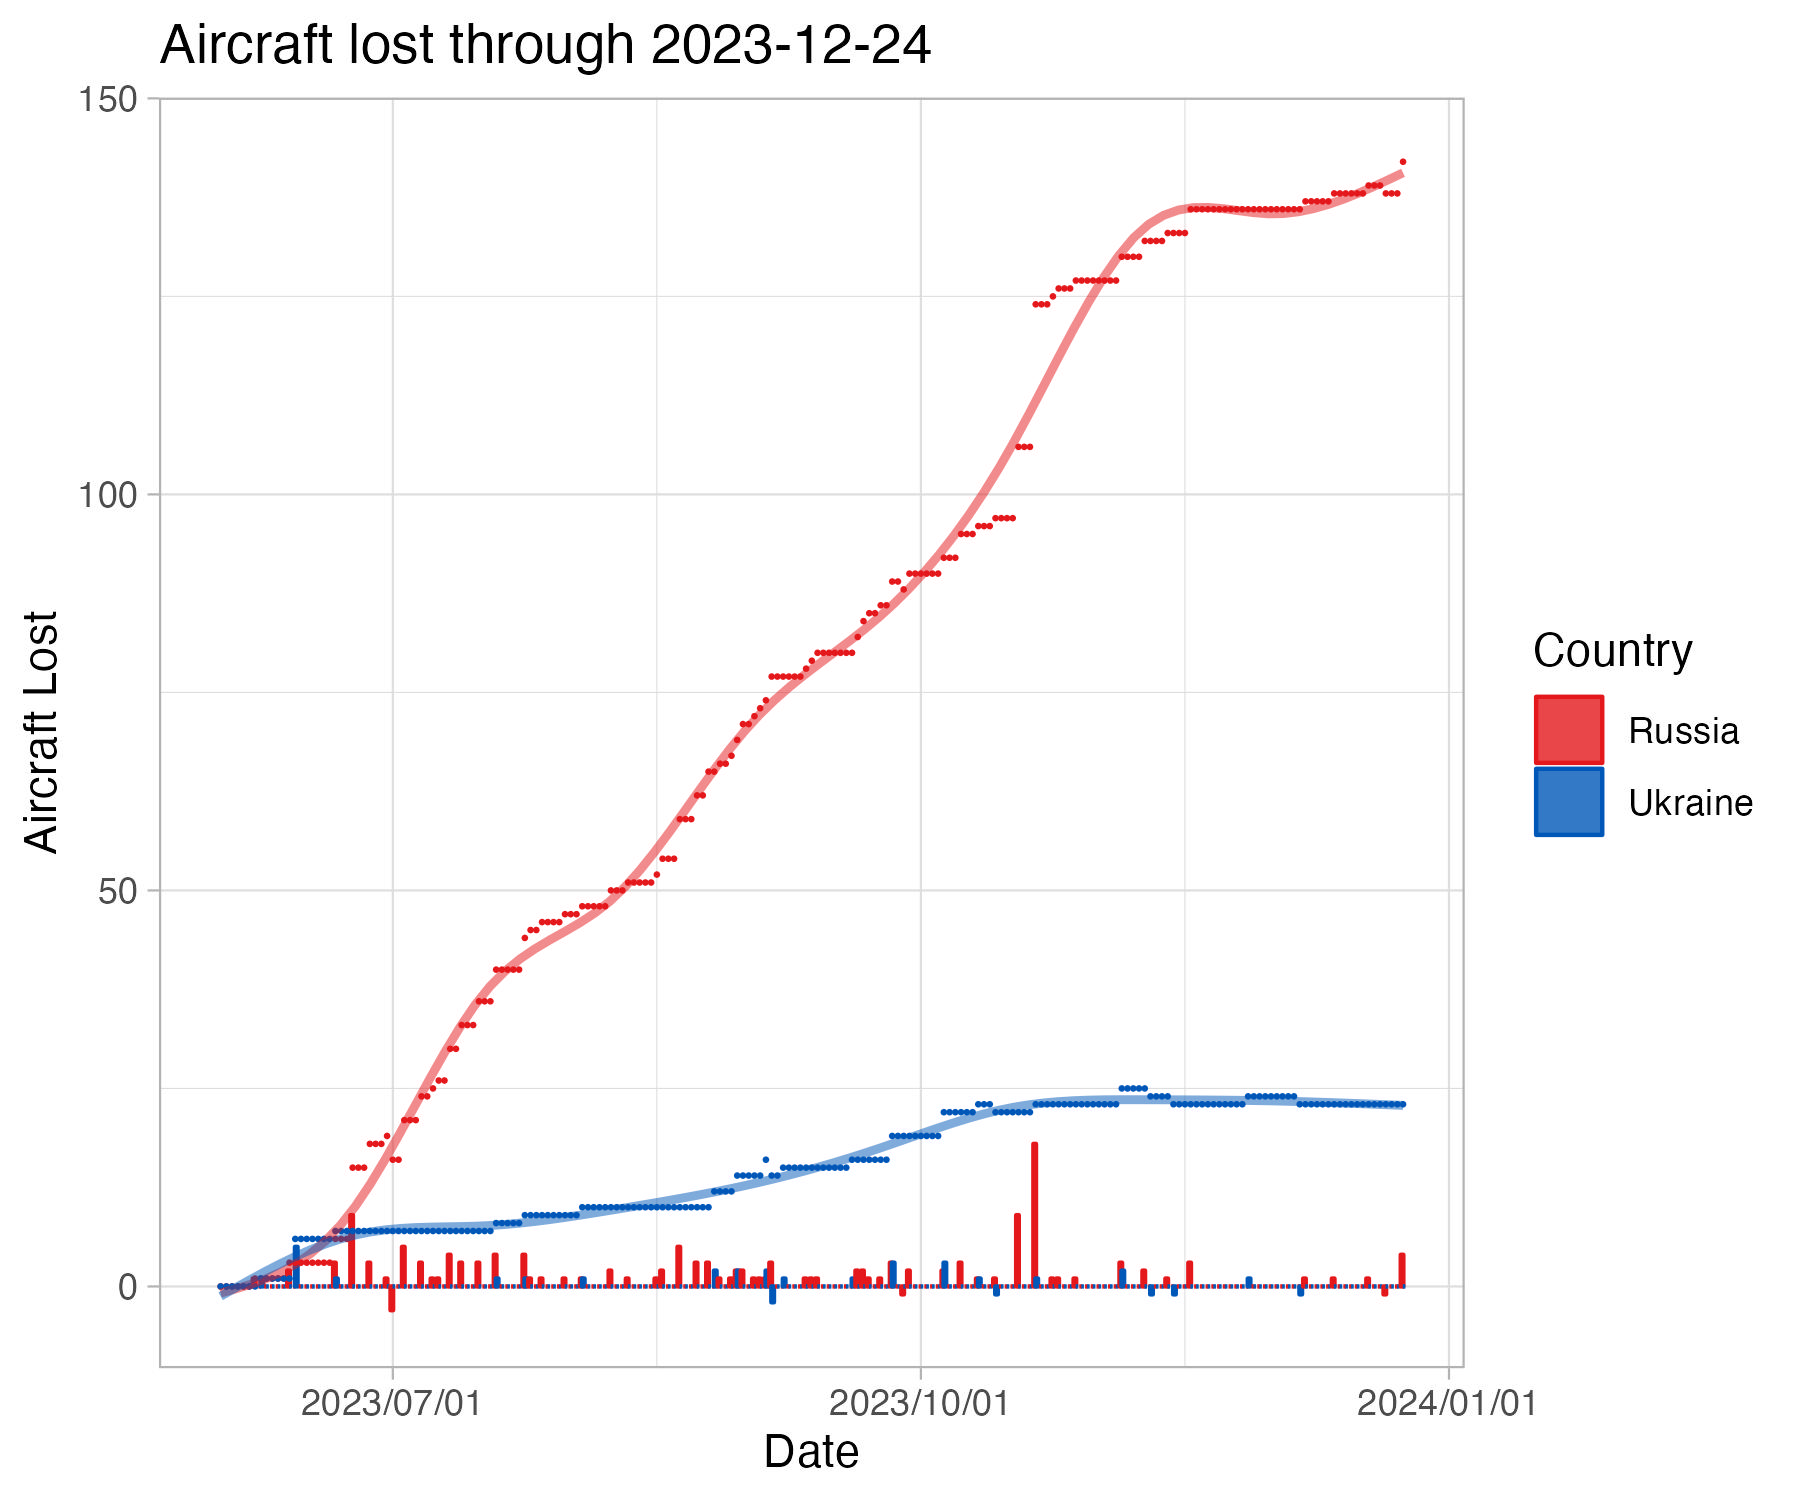 Aircraft lost through 2023-12-24
150
100
50
0
Aircraft Lost
2023/07/01
2023/10/01
2024/01/01
Date
Country
Russia
Ukraine